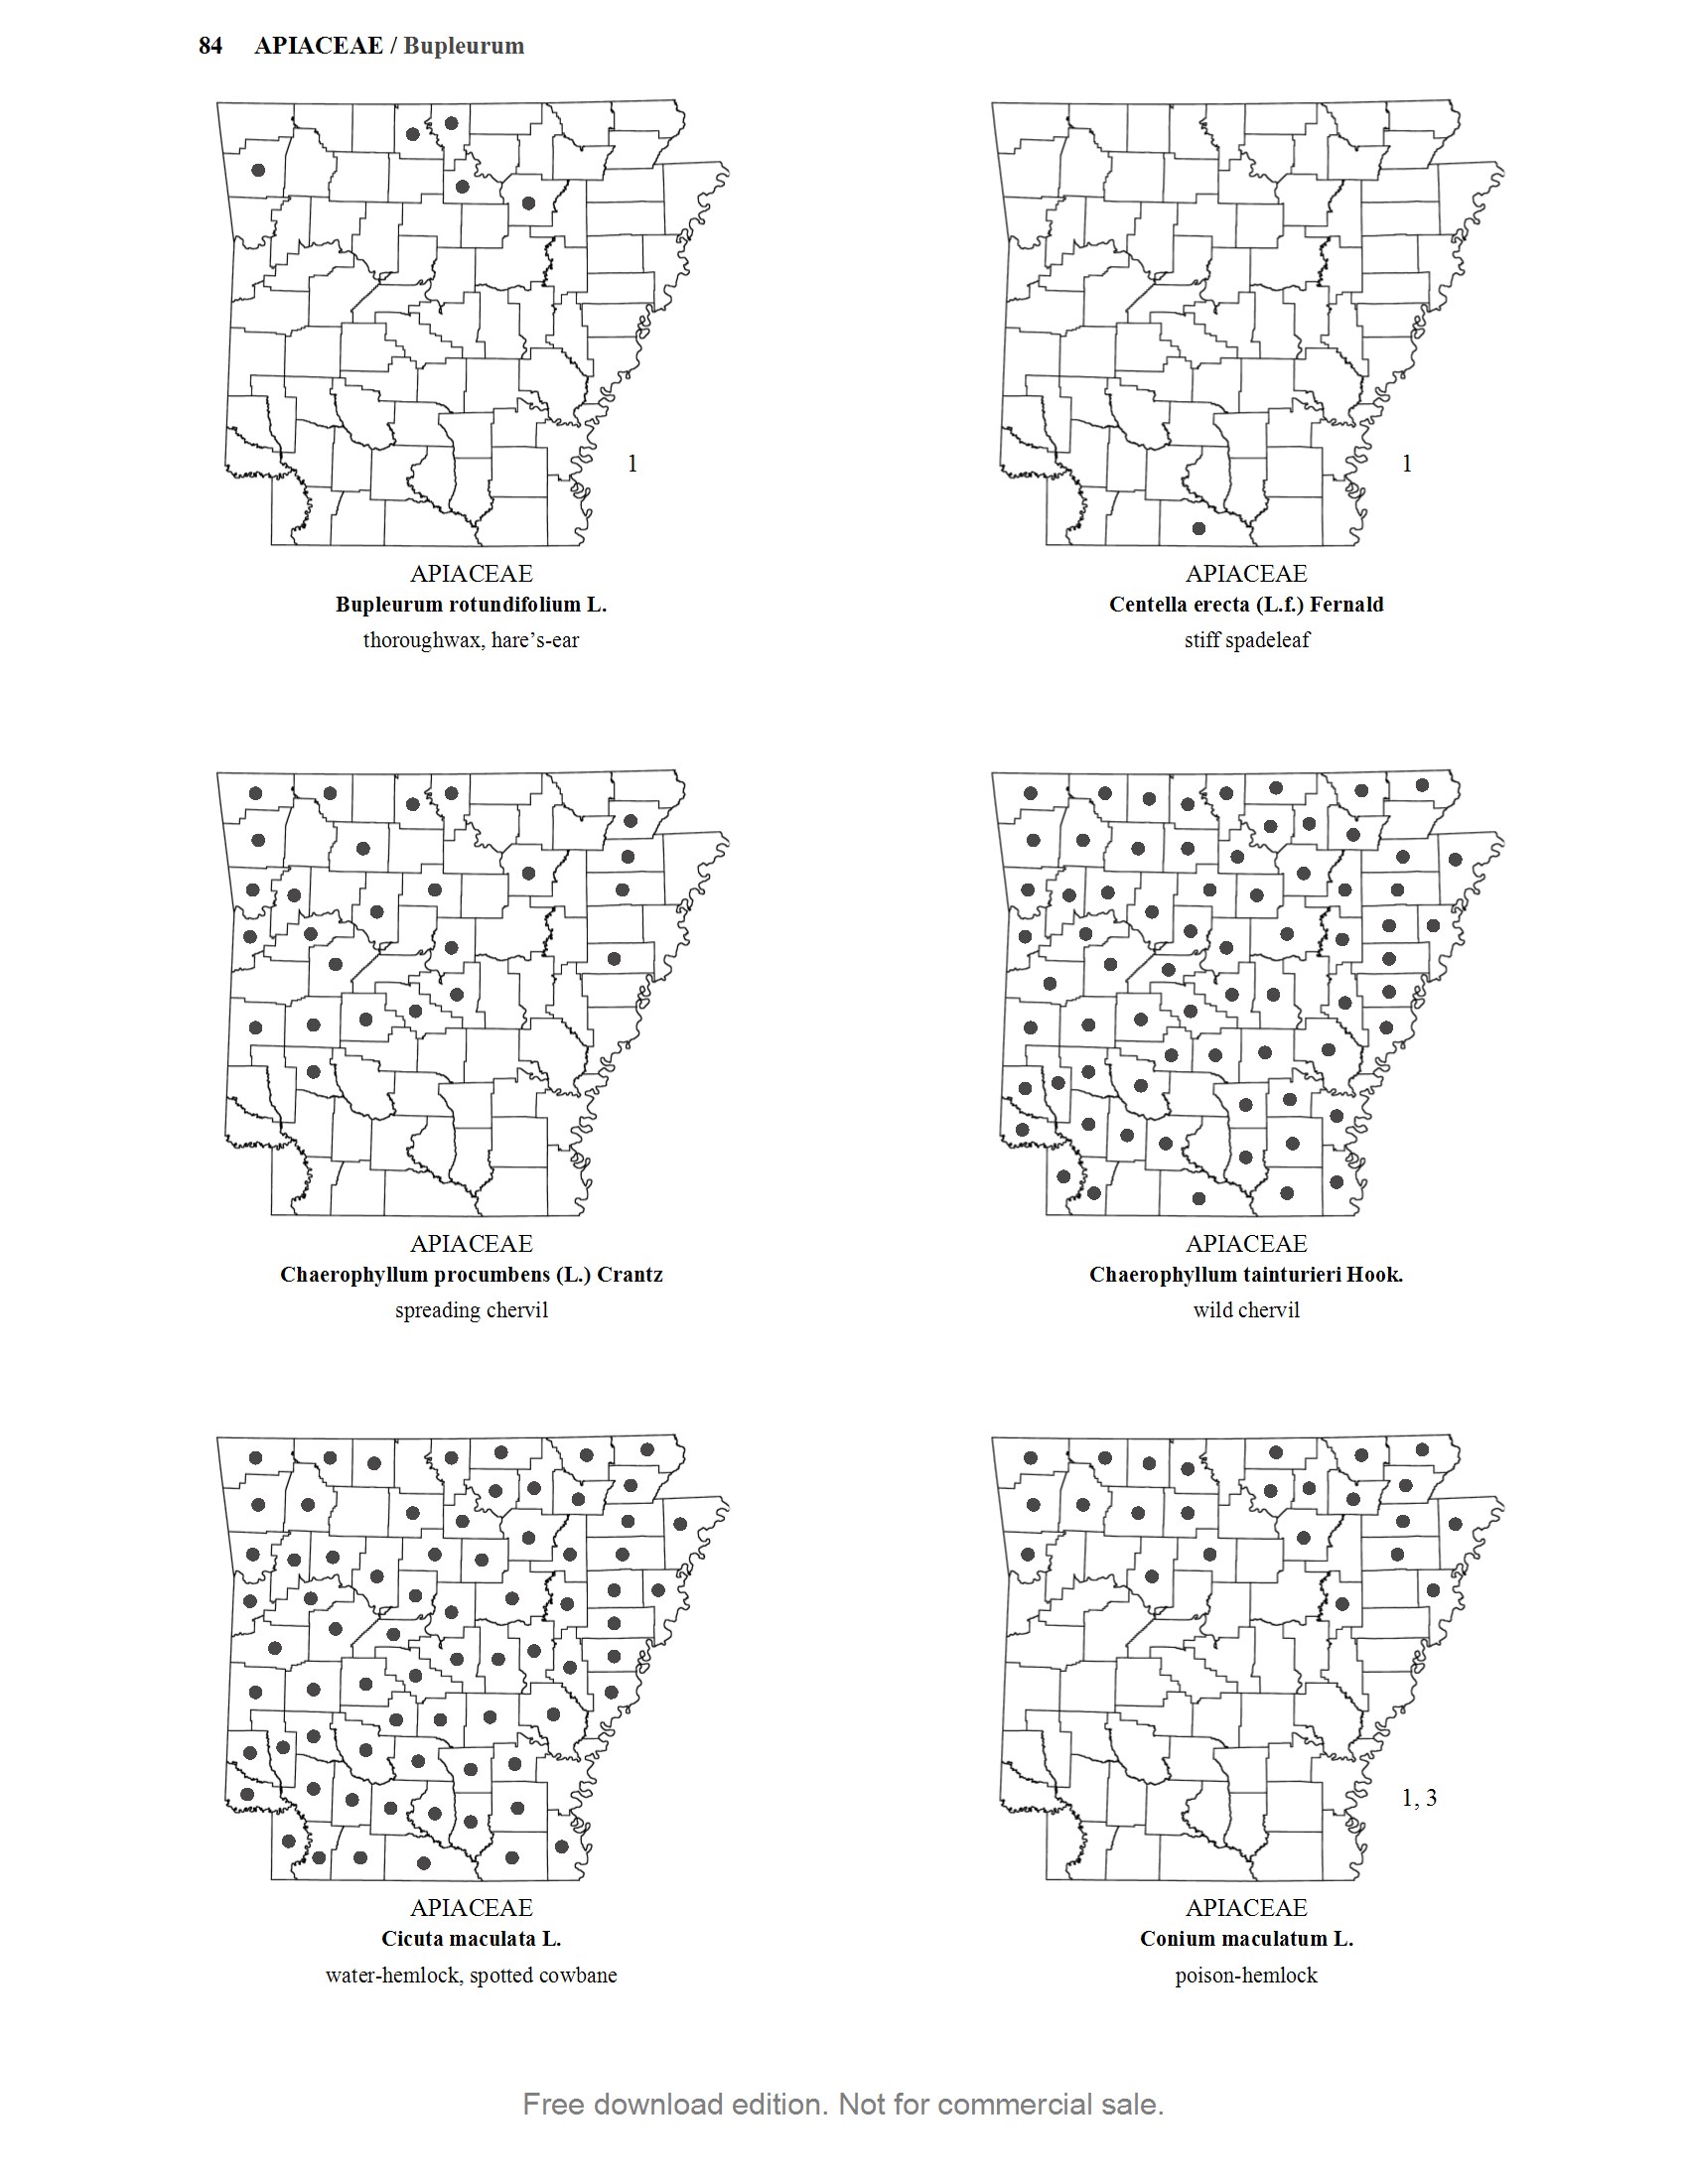 84 APIACEAE / Bupleurum
1
APIACEAE
Bupleurum rotundifolium L.
thoroughwax, hare’s-ear
1
APIACEAE
Centella erecta (L.f.) Fernald
stiff spadeleaf
APIACEAE
Chaerophyllum procumbens (L.) Crantz
spreading chervil
APIACEAE
Chaerophyllum tainturieri Hook.
wild chervil
APIACEAE
Cicuta maculata L.
water-hemlock, spotted cowbane
1, 3
APIACEAE
Conium maculatum L.
poison-hemlock
Free download edition. Not for commercial sale.